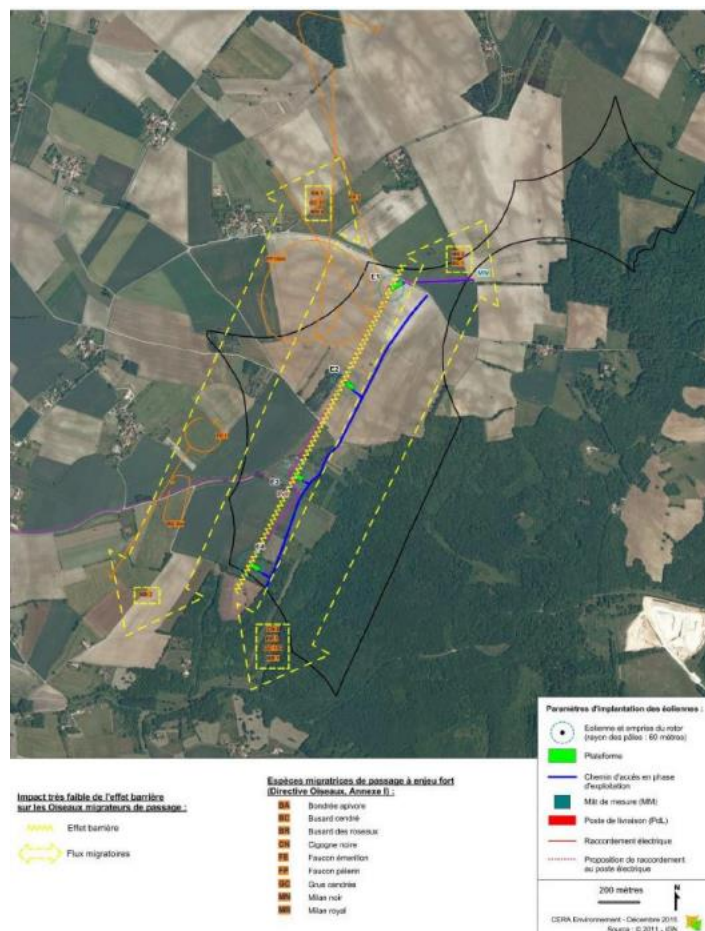 E1
MM
E2
E3
Paramètres d'implantation des éoliennes :
Eolienne et emprise du rotor
(rayon des pâles : 60 mètres)
Plateforme
Chemin d'accès en phase
d'exploitation
Mât de mesure (MM)
Poste de livraison (PdL)
Raccordement électrique
Proposition de raccordement
au poste électrique
200 mètres
N
CERA Environnement - Décembre 2016
Source : © 2011 - IGN
Impact très faible de l'effet barrière
sur les Oiseaux migrateurs de passage :
Effet barrière
Flux migratoires
Espèces migratrices de passage à enjeu fort
(Directive Oiseaux, Annexe I) :
BA Bondrée apivore
BC Busard cendré
BR Busard des roseaux
CN Cigogne noire
FE Faucon émerillon
FP Faucon pèlerin
GC Grue cendrée
MN Milan noir
MR Milan royal